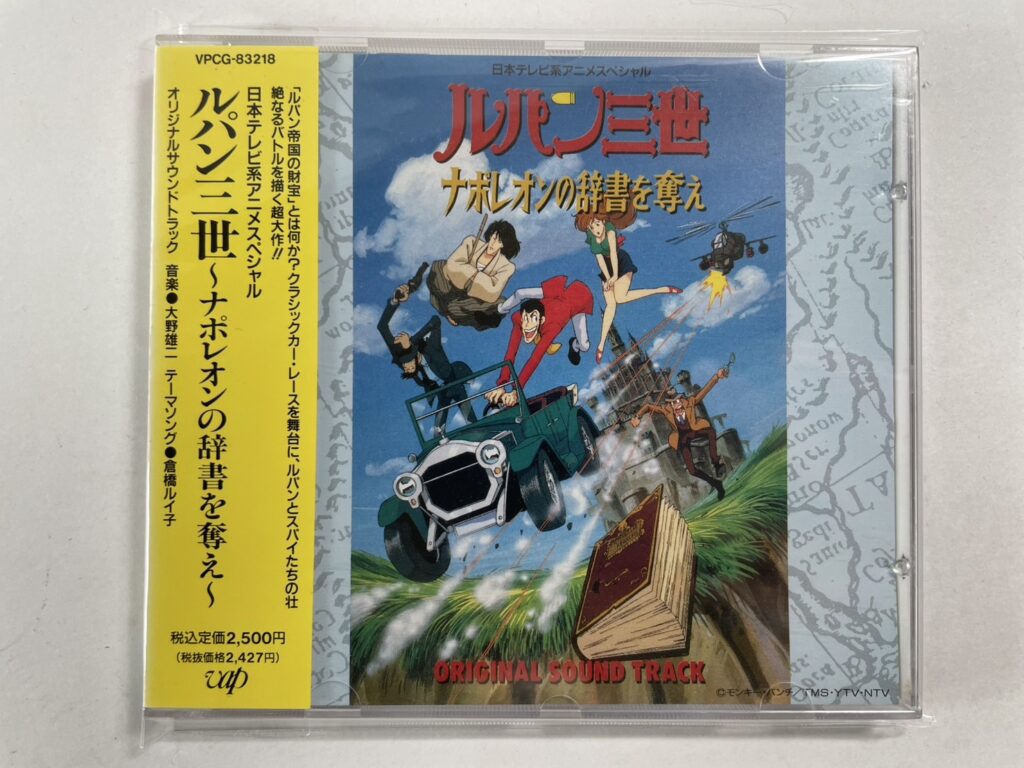 VPCG-83218
「ルパン帝国の財宝」とは何か?クラシックカー・レースを舞台に、ルパンとスパイたちの壮
絶なるバトルを描く超大作!!
日本テレビ系アニメスペシャル
ルパン三世~ナポレオンの辞書を奪え~
オリジナルサウンドトラック 音楽●大野雄二 テーマソング●倉橋ルイ子
税込定価2,500円
(税抜価格2,427円)
vap
日本テレビ系アニメスペシャル
ルパン三世
ナポレオンの辞書を奪え
ORIGINAL SOUND TRACK
©モンキー・パンチ/TMS・YTV・NTV